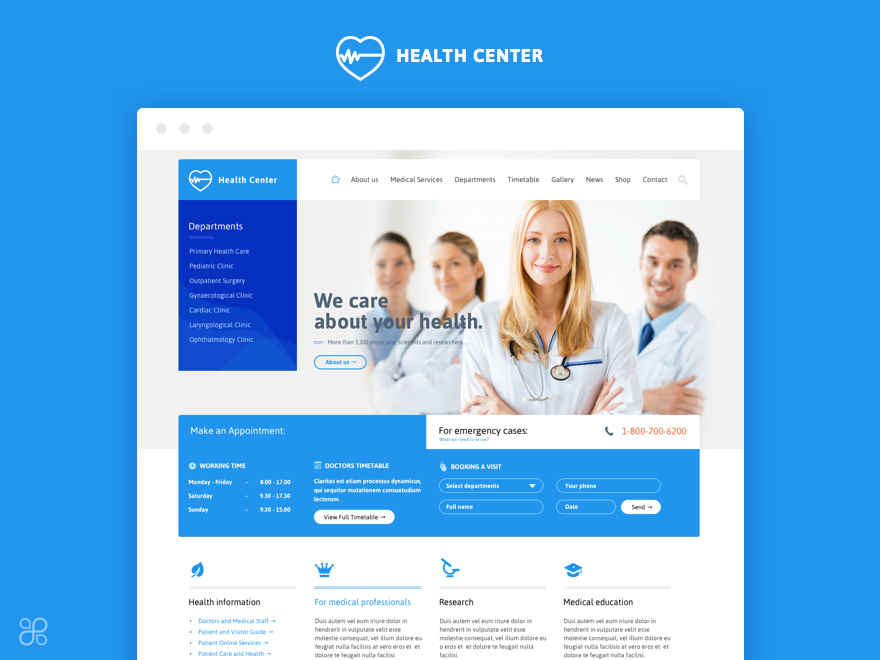 HEALTH CENTER
Health Center
About us
Medical Services
Departments
Timetable
Gallery
News
Shop
Contact
Departments
Primary Health Care
Pediatric Clinic
Outpatient Surgery
Gynaecological Clinic
Cardiac Clinic
Laryngological Clinic
Ophthalmology Clinic
We care
about your health.
More than 3,300 physicians, scientists and researchers...
About us →
Make an Appointment:
For emergency cases:
What we need to know?
1-800-700-6200
WORKING TIME
Monday - Friday – 8.00 - 17.00
Saturday – 9.30 - 17.30
Sunday – 9.30 - 15.00
DOCTORS TIMETABLE
Claritas est etiam processus dynamicus,
qui sequitur mutationem consuetudium
lectorum.
View Full Timetable →
BOOKING A VISIT
Select departments
Your phone
Full name
Date
Send →
Health information
• Doctors and Medical Staff →
• Patient and Visitor Guide →
• Patient Online Services →
• Patient Care and Health →
For medical professionals
Duis autem vel eum iriure dolor in
hendrerit in vulputate velit esse
molestie consequat, vel illum dolore eu
feugiat nulla facilisis at vero eros et et
dolore te feugait nulla facilisi.
Research
Duis autem vel eum iriure dolor in
hendrerit in vulputate velit esse
molestie consequat, vel illum dolore eu
o eros et et dolore te feugait nulla
facilisi.
Medical education
Duis autem vel eum iriure dolor in
hendrerit in vulputate velit esse
molestie consequat, vel illum dolore eu
feugiat nulla facilisis at vero eros et et
dolore te feugait nulla facilisi.